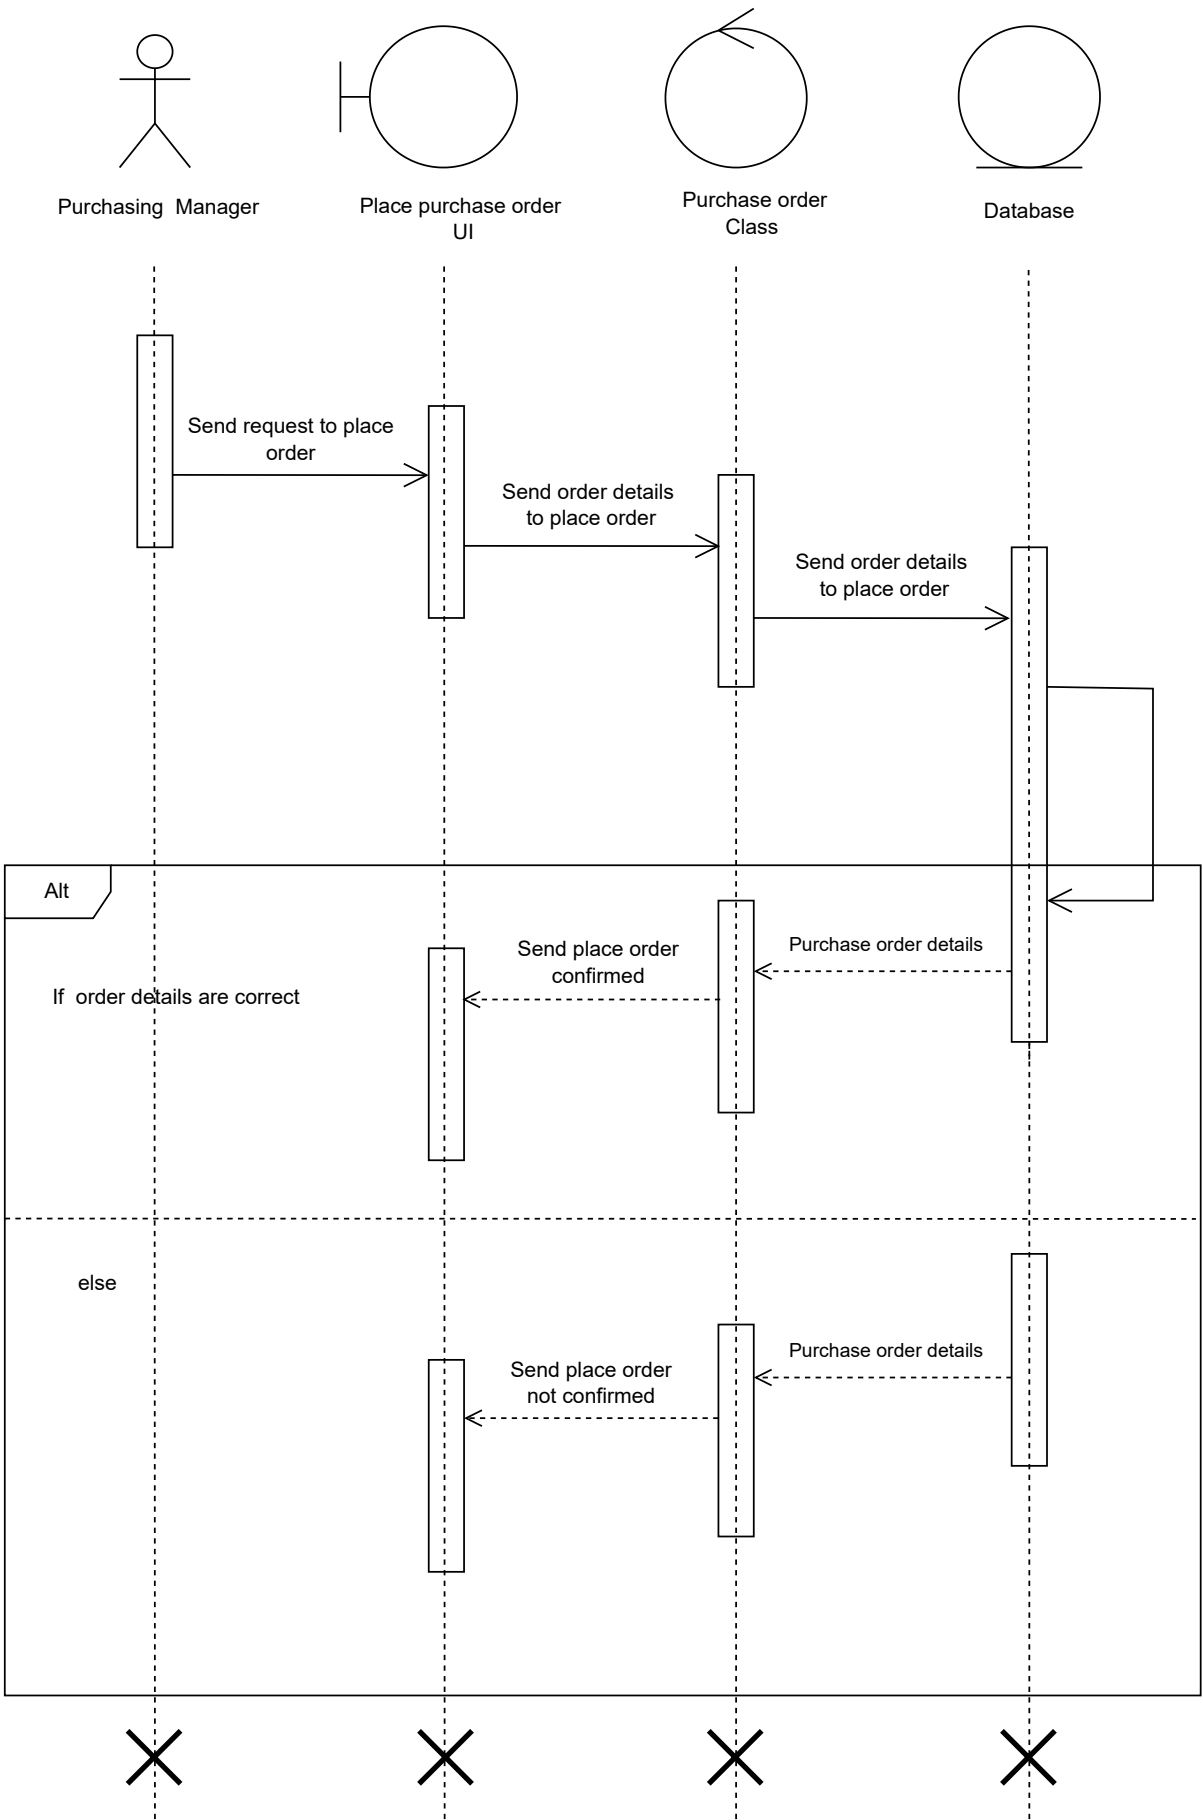 Purchasing  Manager
Place purchase order
UI
Purchase order
Class
Database
Send request to place
order
Send order details
to place order
Send order details
to place order
Alt
Purchase order details
Send place order
confirmed
If  order details are correct
else
Purchase order details
Send place order
not confirmed